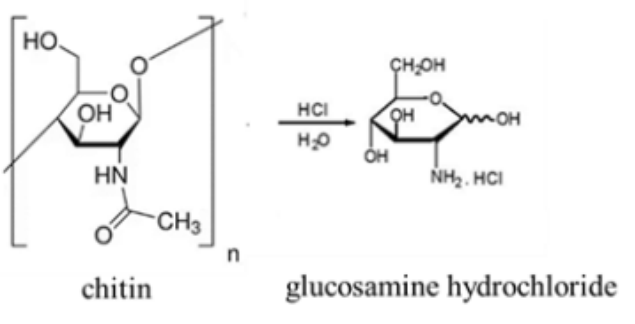 HO
O
O
OH
HN
O
CH3
n
chitin
HCl
H2O
CH2OH
O
OH
OH
OH
NH2.HCl
glucosamine hydrochloride